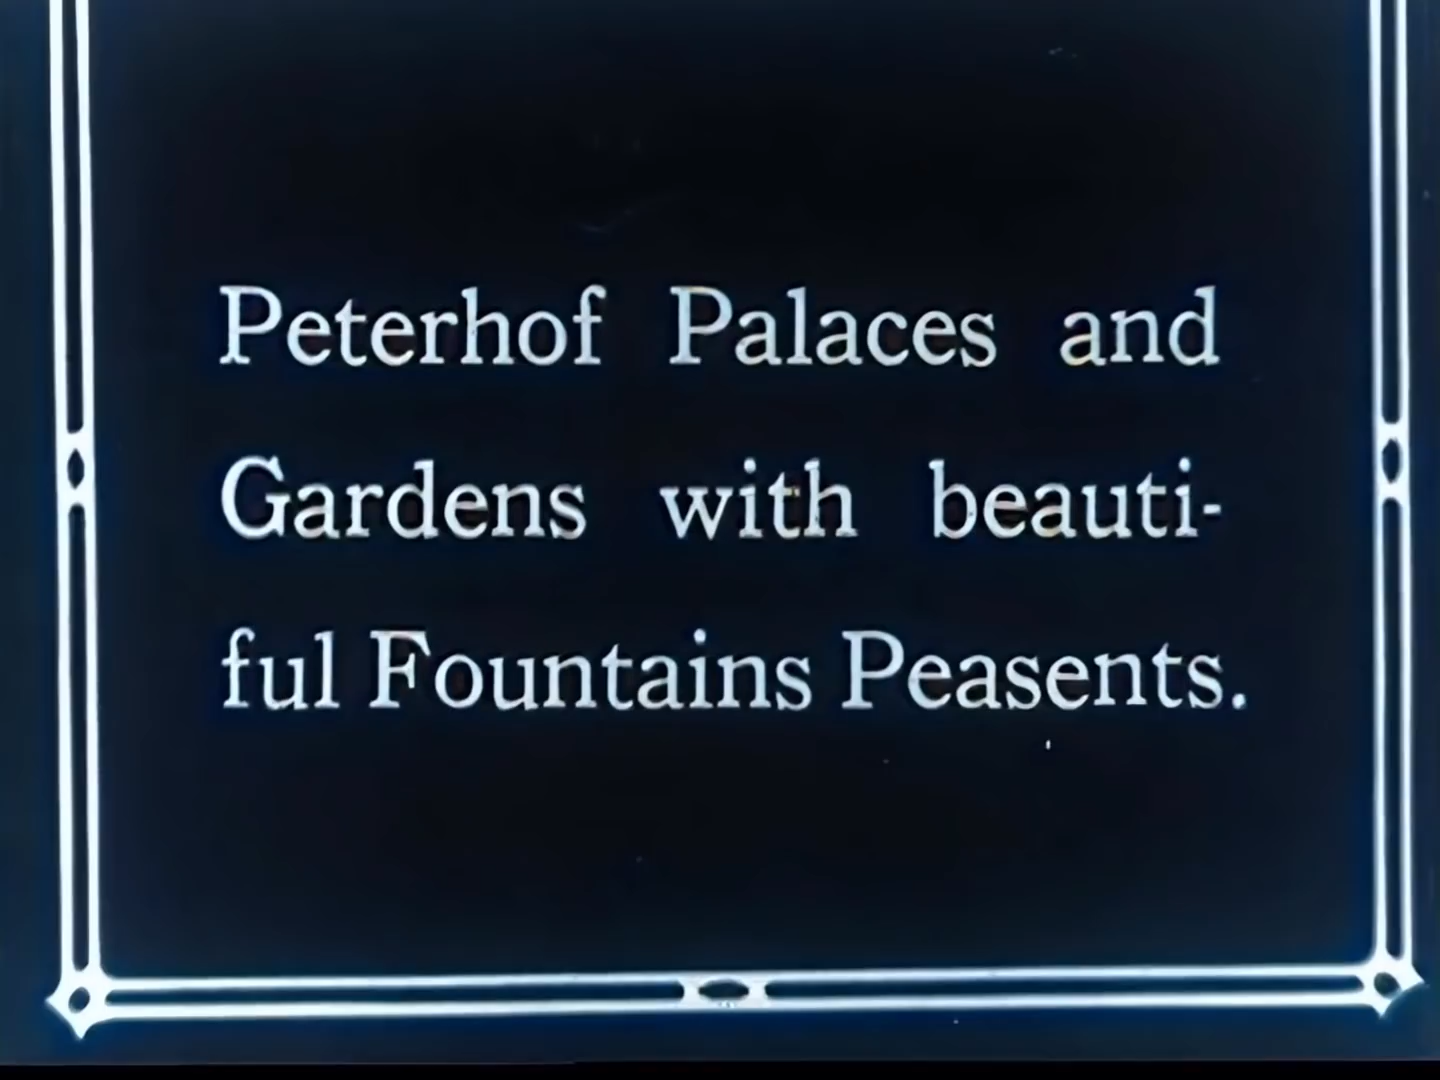 Peterhof Palaces and
Gardens with beauti-
ful Fountains Peasents.